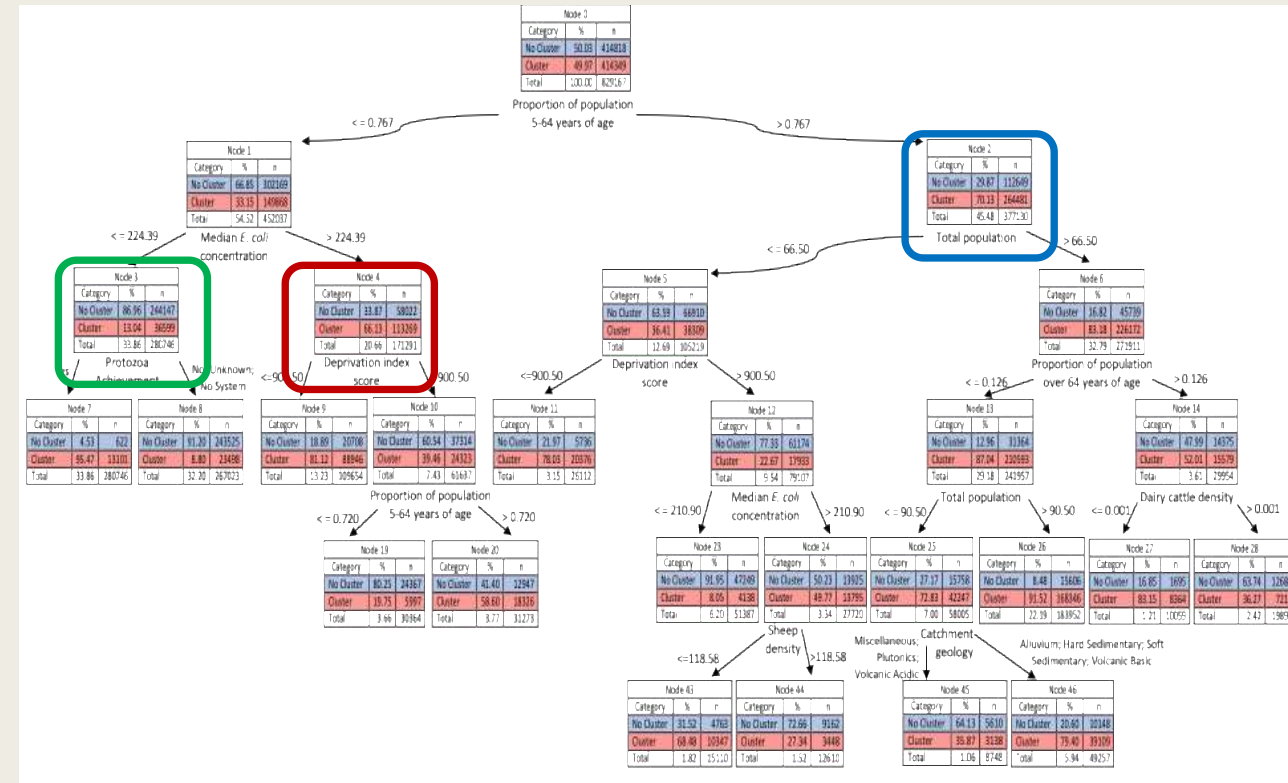 Node 0
Category % n
No Cluster 50.03 414818
Cluster 49.97 414349
Total 100.00 829167
Proportion of population
5-64 years of age
<= 0.767
> 0.767
Node 1
Category % n
No Cluster 66.85 302169
Cluster 33.15 149868
Total 54.52 452037
Median E. coli
concentration
<= 224.39
> 224.39
Node 2
Category % n
No Cluster 29.87 112649
Cluster 70.13 264481
Total 45.48 377130
Total population
<= 66.50
>66.50
Node 3
Category % n
No Cluster 86.96 244147
Cluster 13.04 36599
Total 33.86 280746
Protozoa
Achievement
No; Unknown;
No System
Node 4
Category % n
No Cluster 33.87 58022
Cluster 66.13 113269
Total 20.66 171291
Deprivation index
score
<=900.50
900.50
Node 5
Category % n
No Cluster 63.59 66910
Cluster 36.41 38309
Total 12.69 105219
Deprivation index
score
<=900.50
>900.50
Node 6
Category % n
No Cluster 16.82 45739
Cluster 83.18 226172
Total 32.79 271911
Proportion of population
over 64 years of age
<= 0.126
>0.126
Node 7
Category % n
No Cluster 4.53 622
Cluster 95.47 13101
Total 33.86 280746
Node 8
Category % n
No Cluster 91.20 243525
Cluster 8.80 23498
Total 32.20 267023
Node 9
Category % n
No Cluster 18.89 20708
Cluster 81.12 88946
Total 13.23 109654
Node 10
Category % n
No Cluster 60.54 37314
Cluster 39.46 24323
Total 7.43 61637
Proportion of population
5-64 years of age
<= 0.720
> 0.720
Node 11
Category % n
No Cluster 21.97 5736
Cluster 78.03 20376
Total 3.15 26112
Node 12
Category % n
No Cluster 77.33 61174
Cluster 22.67 17933
Total 9.54 79107
Median E. coli
concentration
<= 210.90
> 210.90
Node 13
Category % n
No Cluster 12.96 31364
Cluster 87.04 210593
Total 29.18 241957
Total population
<= 90.50
> 90.50
Node 14
Category % n
No Cluster 47.99 14375
Cluster 52.01 15579
Total 3.61 29954
Dairy cattle density
<=0.001
>0.001
Node 19
Category % n
No Cluster 80.25 24367
Cluster 19.75 5997
Total 3.66 30364
Node 20
Category % n
No Cluster 41.40 12947
Cluster 58.60 18326
Total 3.77 31273
Node 23
Category % n
No Cluster 91.95 47249
Cluster 8.05 4138
Total 6.20 51387
Node 24
Category % n
No Cluster 50.23 13925
Cluster 49.77 13795
Total 3.34 27720
Sheep
density
<=118.58
>118.58
Node 25
Category % n
No Cluster 27.17 15758
Cluster 72.83 42247
Total 7.00 58005
Catchment
geology
Miscellaneous;
Plutonics;
Volcanic Acidic
Alluvium; Hard Sedimentary; Soft
Sedimentary; Volcanic Basic
Node 26
Category % n
No Cluster 8.48 15606
Cluster 91.52 168346
Total 22.19 183952
Node 27
Category % n
No Cluster 16.85 1695
Cluster 83.15 8364
Total 1.21 10059
Node 28
Category % n
No Cluster 63.74 1268
Cluster 36.27 721
Total 2.42 1989
Node 43
Category % n
No Cluster 31.52 4763
Cluster 68.48 10347
Total 1.82 15110
Node 44
Category % n
No Cluster 72.66 9162
Cluster 27.34 3448
Total 1.52 12610
Node 45
Category % n
No Cluster 64.13 5610
Cluster 35.87 3138
Total 1.06 8748
Node 46
Category % n
No Cluster 20.60 10148
Cluster 79.40 39109
Total 5.94 49257